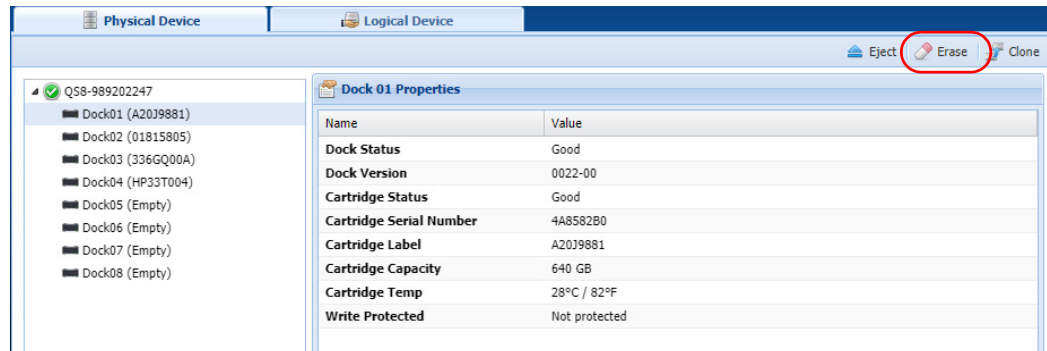 Physical Device
Logical Device
Eject
Erase
Clone
QS8-989202247
Dock01 (A20J9881)
Dock02 (01815805)
Dock03 (336GQ00A)
Dock04 (HP33T004)
Dock05 (Empty)
Dock06 (Empty)
Dock07 (Empty)
Dock08 (Empty)
Dock 01 Properties
Name Value
Dock Status Good
Dock Version 0022-00
Cartridge Status Good
Cartridge Serial Number 4A8582B0
Cartridge Label A20J9881
Cartridge Capacity 640 GB
Cartridge Temp 28°C / 82°F
Write Protected Not protected